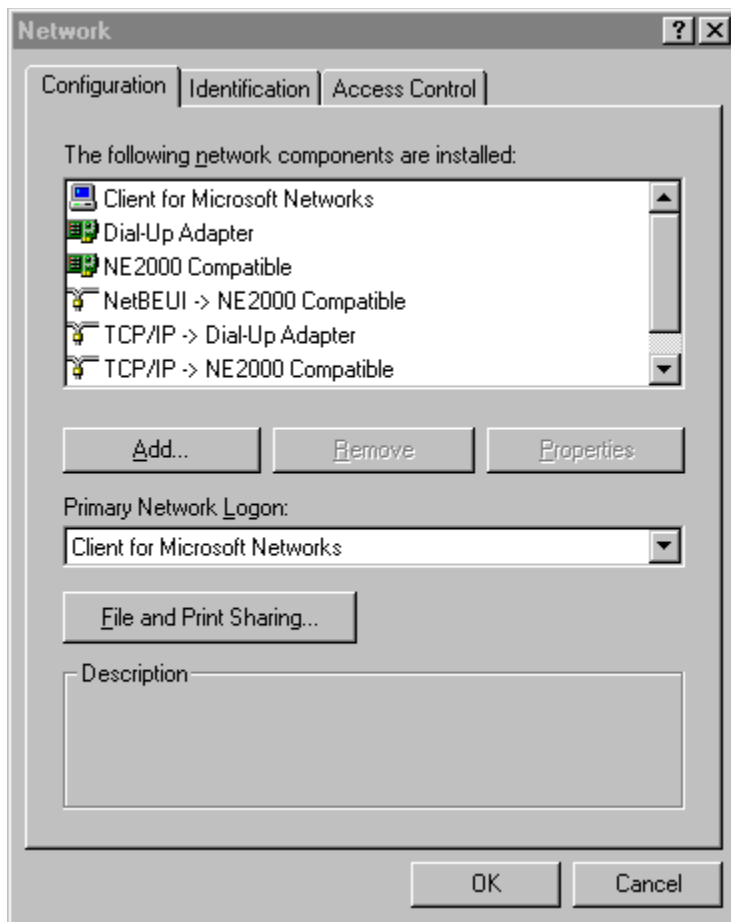 Network
Configuration Identification Access Control
The following network components are installed:
Client for Microsoft Networks
Dial-Up Adapter
NE2000 Compatible
NetBEUI -> NE2000 Compatible
TCP/IP -> Dial-Up Adapter
TCP/IP -> NE2000 Compatible
Add... Remove Properties
Primary Network Logon:
Client for Microsoft Networks
File and Print Sharing...
Description
OK Cancel